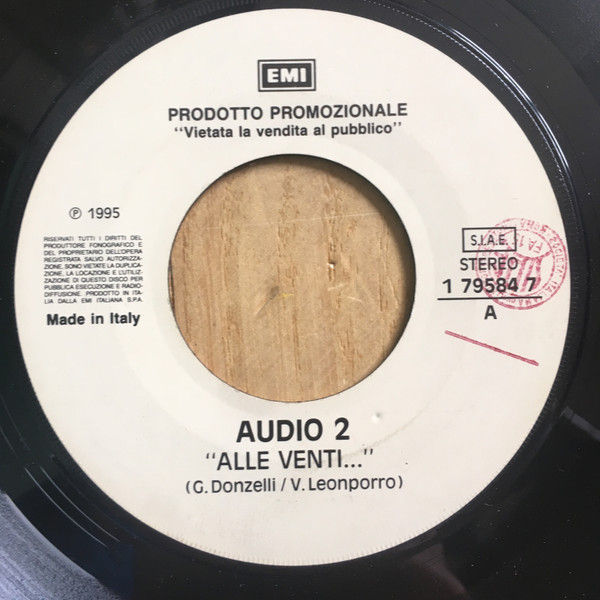 EMI
PRODOTTO PROMOZIONALE
"Vietata la vendita al pubblico"
℗ 1995
RISERVATI TUTTI I DIRITTI DEL
PRODUTTORE FONOGRAFICO E
DEL PROPRIETARIO DELL'OPERA
REGISTRATA SALVO AUTORIZZA-
ZIONE, SONO VIETATE LA DUPLICA-
ZIONE, LA LOCAZIONE E L'UTILIZ-
ZAZIONE DI QUESTO DISCO PER
PUBBLICA ESECUZIONE E RADIO-
DIFFUSIONE. PRODOTTO IN ITA-
LIA DALLA EMI ITALIANA S.P.A.
Made in Italy
S.I.A.E.
STEREO
1 79584 7
A
AUDIO 2
"ALLE VENTI..."
(G. Donzelli / V. Leonporro)